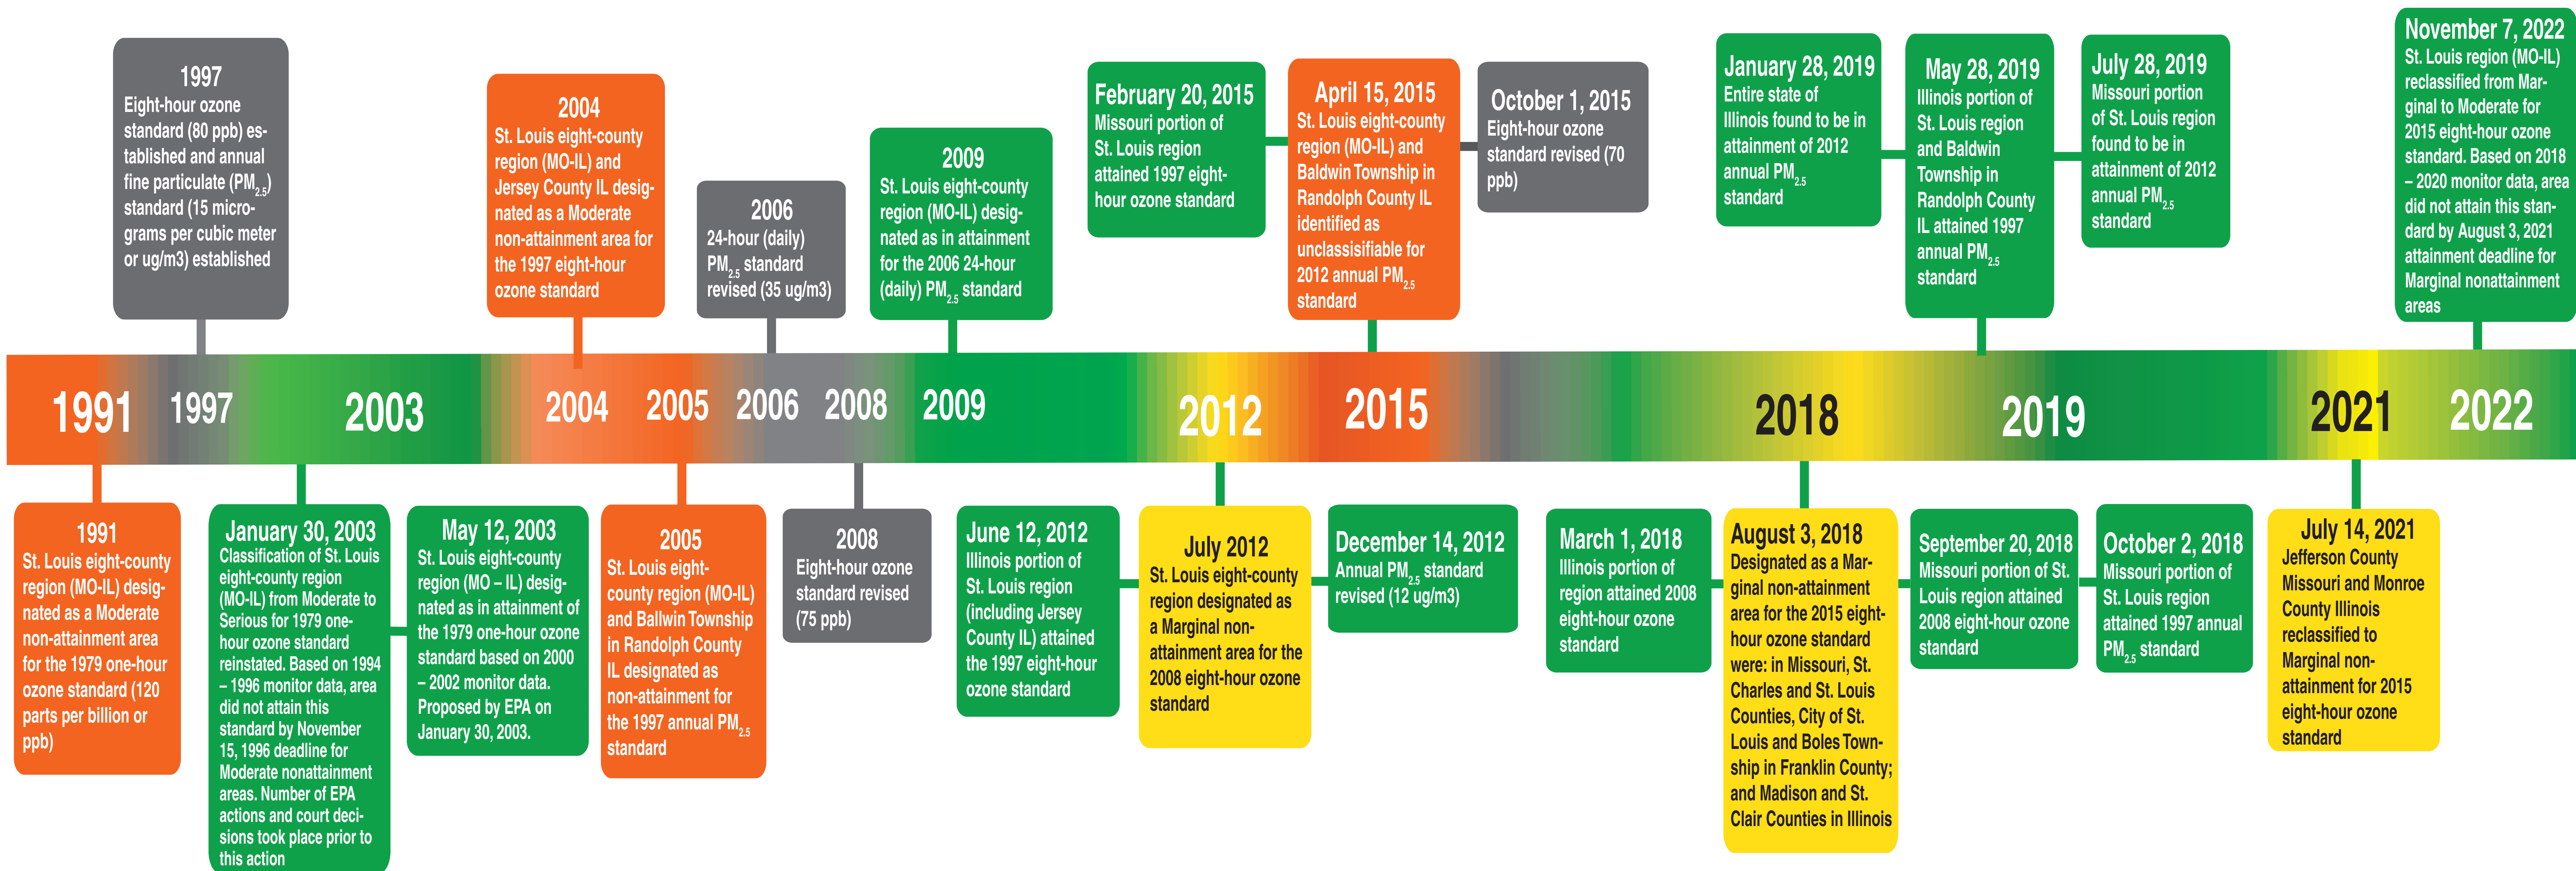 1997
Eight-hour ozone
standard (80 ppb) es-
tablished and annual
fine particulate (PM2.5)
standard (15 micro-
grams per cubic meter
or ug/m3) established
2004
St. Louis eight-county
region (MO-IL) and
Jersey County IL desig-
nated as a Moderate
non-attainment area for
the 1997 eight-hour
ozone standard
2006
24-hour (daily)
PM2.5 standard
revised (35 ug/m3)
2009
St. Louis eight-county
region (MO-IL) desig-
nated as in attainment
for the 2006 24-hour
(daily) PM2.5 standard
February 20, 2015
Missouri portion of
St. Louis region
attained 1997 eight-
hour ozone standard
April 15, 2015
St. Louis eight-county
region (MO-IL) and
Baldwin Township in
Randolph County IL
identified as
unclassisifiable for
2012 annual PM2.5
standard
October 1, 2015
Eight-hour ozone
standard revised (70
ppb)
January 28, 2019
Entire state of
Illinois found to be in
attainment of 2012
annual PM2.5
standard
May 28, 2019
Illinois portion of
St. Louis region
and Baldwin
Township in
Randolph County
IL attained 1997
annual PM2.5
standard
July 28, 2019
Missouri portion
of St. Louis region
found to be in
attainment of 2012
annual PM2.5
standard
November 7, 2022
St. Louis region (MO-IL)
reclassified from Mar-
ginal to Moderate for
2015 eight-hour ozone
standard. Based on 2018
– 2020 monitor data, area
did not attain this stan-
dard by August 3, 2021
attainment deadline for
Marginal nonattainment
areas
1991 1997 2003 2004 2005 2006 2008 2009 2012 2015 2018 2019 2021 2022
1991
St. Louis eight-county
region (MO-IL) desig-
nated as a Moderate
non-attainment area
for the 1979 one-hour
ozone standard (120
parts per billion or
ppb)
January 30, 2003
Classification of St. Louis
eight-county region
(MO-IL) from Moderate to
Serious for 1979 one-
hour ozone standard
reinstated. Based on 1994
– 1996 monitor data, area
did not attain this
standard by November
15, 1996 deadline for
Moderate nonattainment
areas. Number of EPA
actions and court deci-
sions took place prior to
this action
May 12, 2003
St. Louis eight-county
region (MO – IL) desig-
nated as in attainment of
the 1979 one-hour ozone
standard based on 2000
– 2002 monitor data.
Proposed by EPA on
January 30, 2003.
2005
St. Louis eight-
county region (MO-IL)
and Ballwin Township
in Randolph County
IL designated as
non-attainment for
the 1997 annual PM2.5
standard
2008
Eight-hour ozone
standard revised
(75 ppb)
June 12, 2012
Illinois portion of
St. Louis region
(including Jersey
County IL) attained
the 1997 eight-hour
ozone standard
July 2012
St. Louis eight-county
region designated as
a Marginal non-
attainment area for the
2008 eight-hour ozone
standard
December 14, 2012
Annual PM2.5 standard
revised (12 ug/m3)
March 1, 2018
Illinois portion of
region attained 2008
eight-hour ozone
standard
August 3, 2018
Designated as a Mar-
ginal non-attainment
area for the 2015 eight-
hour ozone standard
were: in Missouri, St.
Charles and St. Louis
Counties, City of St.
Louis and Boles Town-
ship in Franklin County;
and Madison and St.
Clair Counties in Illinois
September 20, 2018
Missouri portion of St.
Louis region attained
2008 eight-hour ozone
standard
October 2, 2018
Missouri portion of
St. Louis region
attained 1997 annual
PM2.5 standard
July 14, 2021
Jefferson County
Missouri and Monroe
County Illinois
reclassified to
Marginal non-
attainment for 2015
eight-hour ozone
standard